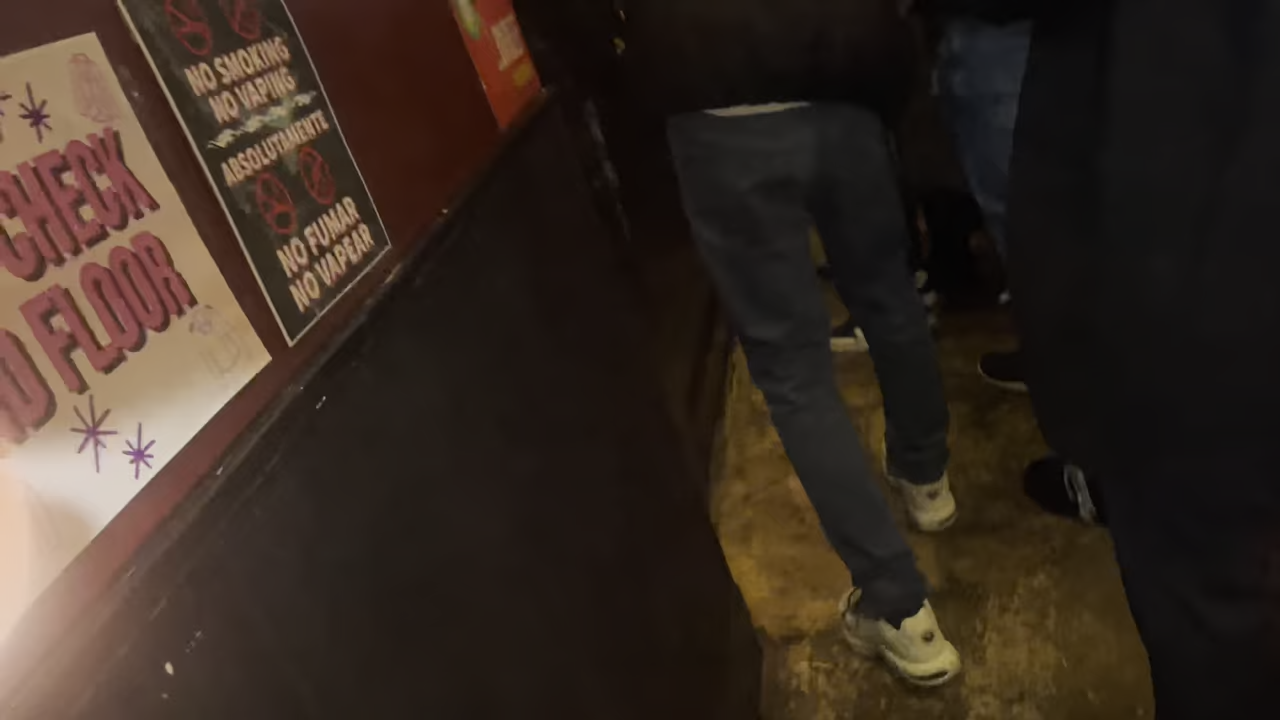 CHECK
FLOOR
NO SMOKING
NO VAPING
ABSOLUTAMENTE
NO FUMAR
NO VAPEAR